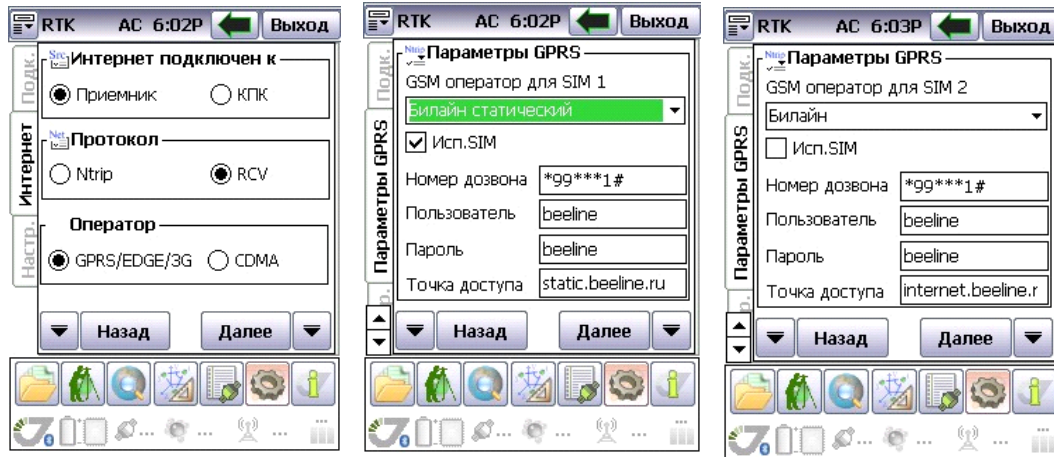 RTK AC 6:02P Выход
Подк.
Интернет
Настр.
Src
Интернет подключен к
Приемник КПК
Net
Протокол
Ntrip RCV
Оператор
GPRS/EDGE/3G CDMA
Назад Далее
...
...
...
RTK AC 6:02P Выход
Подк.
Параметры GPRS
р.
Ntrip
Параметры GPRS
GSM оператор для SIM 1
Билайн статический
Исп.SIM
Номер дозвона *99***1#
Пользователь beeline
Пароль beeline
Точка доступа static.beeline.ru
Назад Далее
...
...
...
RTK AC 6:03P Выход
Подк.
Параметры GPRS
р.
Ntrip
Параметры GPRS
GSM оператор для SIM 2
Билайн
Исп.SIM
Номер дозвона *99***1#
Пользователь beeline
Пароль beeline
Точка доступа internet.beeline.r
Назад Далее
...
...
...